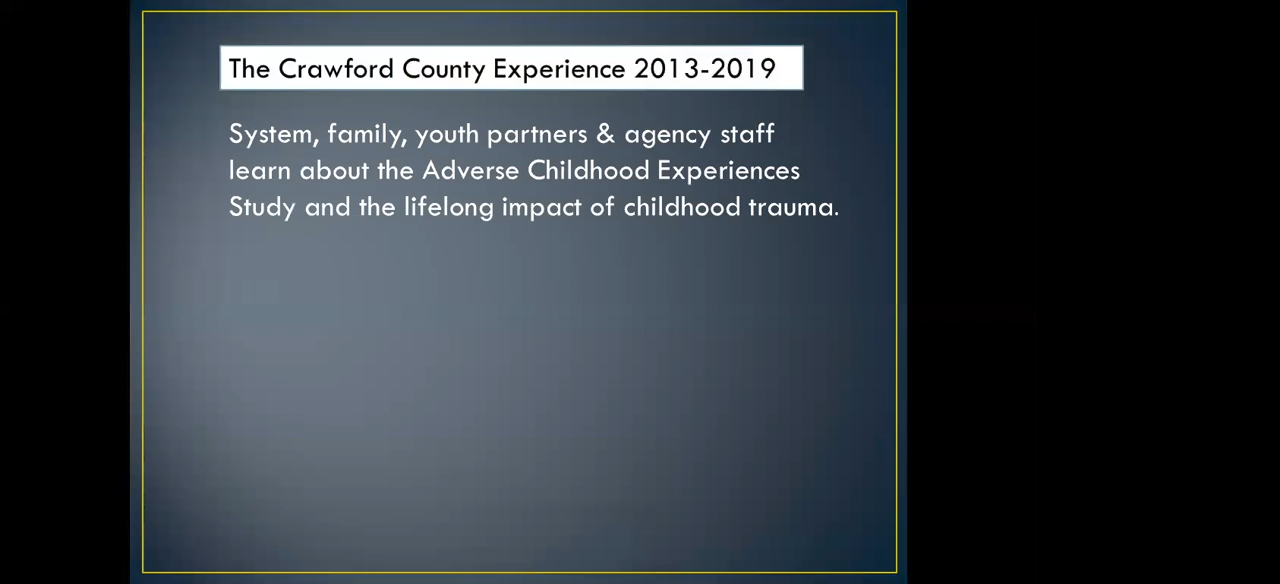 The Crawford County Experience 2013-2019
System, family, youth partners & agency staff
learn about the Adverse Childhood Experiences
Study and the lifelong impact of childhood trauma.